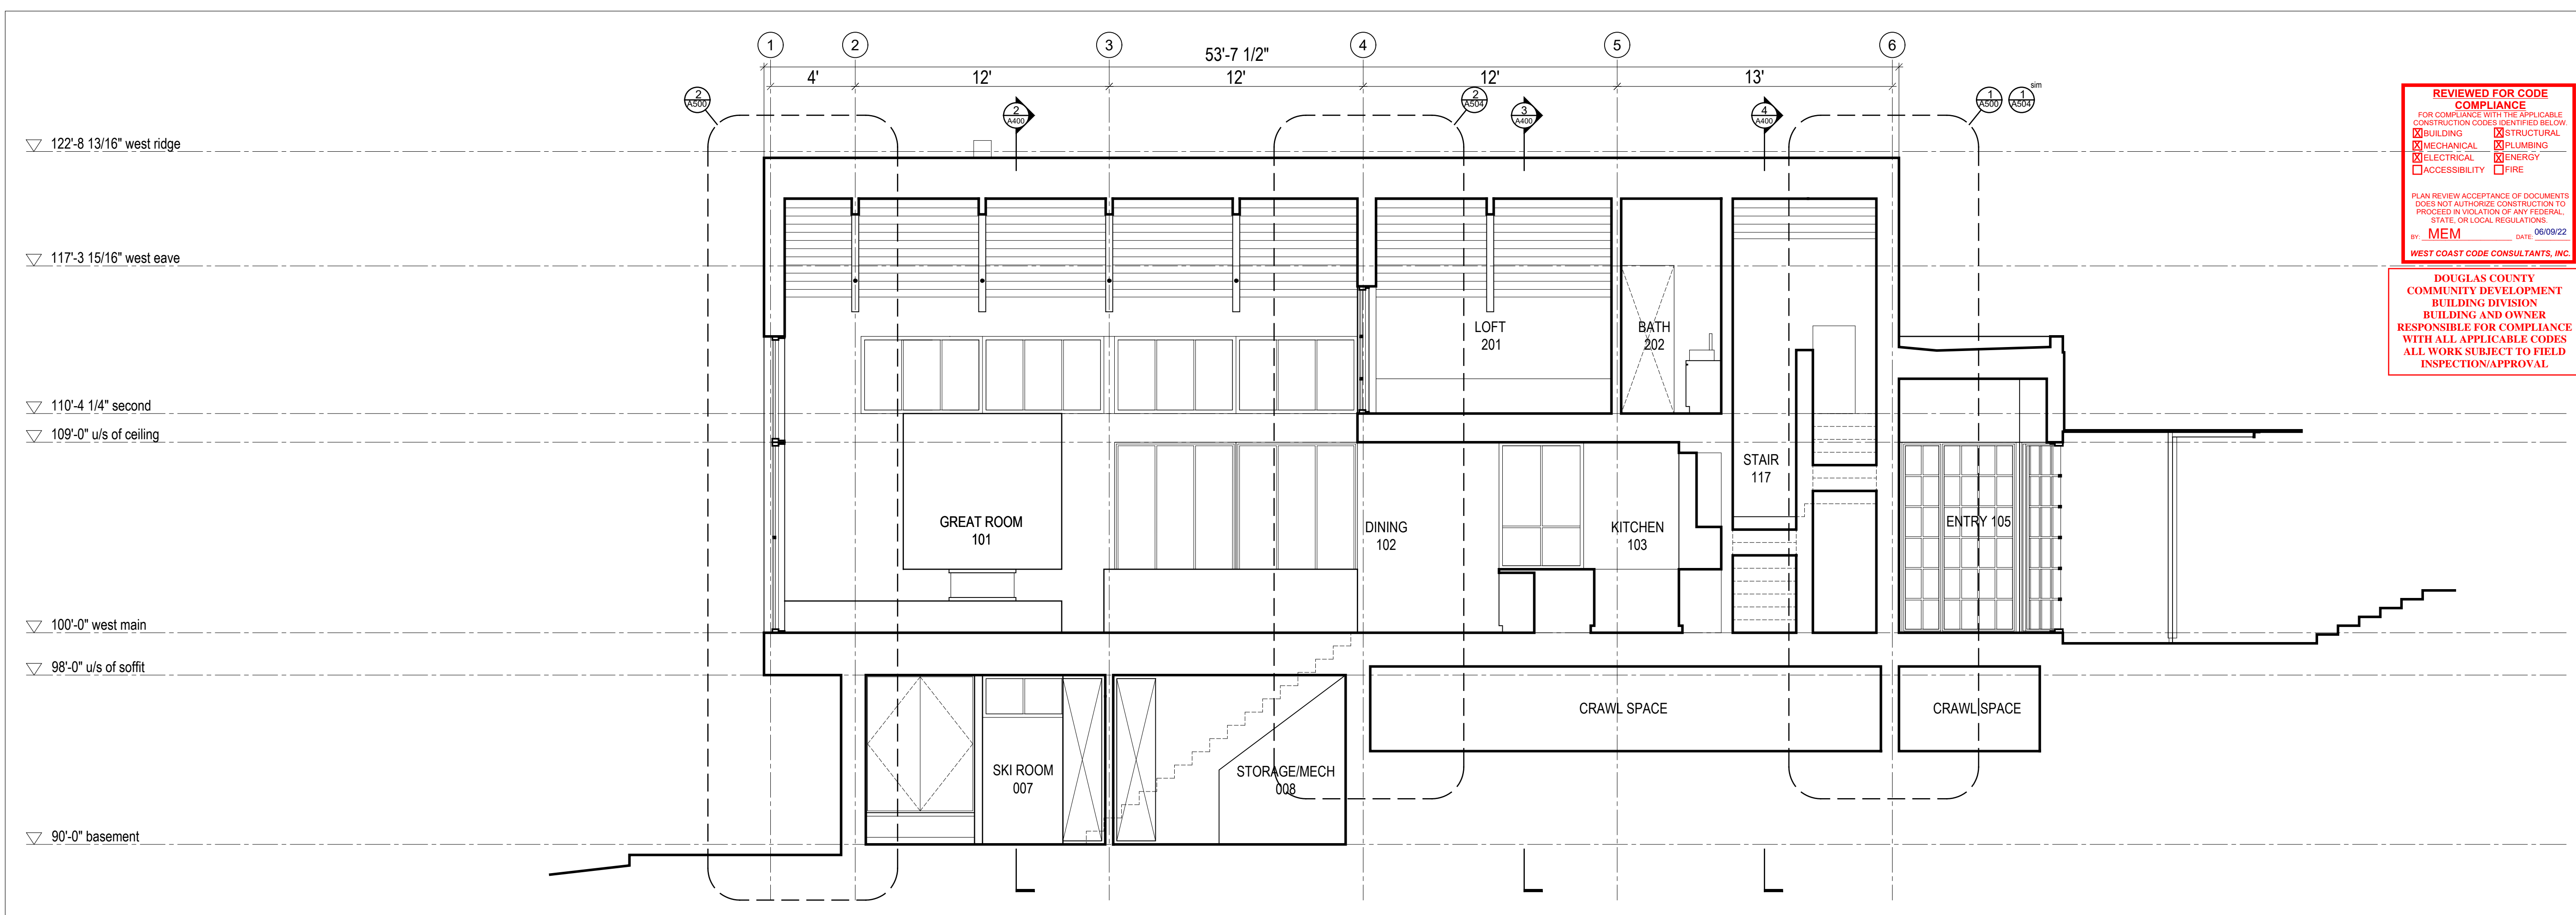 1
2
3
4
5
6
53'-7 1/2"
4'
12'
12'
12'
13'
2
A500
2
A400
2
A504
3
A400
4
A400
1
A500
1
A504
sim
REVIEWED FOR CODE
COMPLIANCE
FOR COMPLIANCE WITH THE APPLICABLE
CONSTRUCTION CODES IDENTIFIED BELOW.
X BUILDING X STRUCTURAL
X MECHANICAL X PLUMBING
X ELECTRICAL X ENERGY
ACCESSIBILITY FIRE
PLAN REVIEW ACCEPTANCE OF DOCUMENTS
DOES NOT AUTHORIZE CONSTRUCTION TO
PROCEED IN VIOLATION OF ANY FEDERAL,
STATE, OR LOCAL REGULATIONS.
BY: MEM DATE: 06/09/22
WEST COAST CODE CONSULTANTS, INC.
DOUGLAS COUNTY
COMMUNITY DEVELOPMENT
BUILDING DIVISION
BUILDING AND OWNER
RESPONSIBLE FOR COMPLIANCE
WITH ALL APPLICABLE CODES
ALL WORK SUBJECT TO FIELD
INSPECTION/APPROVAL
122'-8 13/16" west ridge
117'-3 15/16" west eave
110'-4 1/4" second
109'-0" u/s of ceiling
100'-0" west main
98'-0" u/s of soffit
90'-0" basement
LOFT
201
BATH
202
STAIR
117
GREAT ROOM
101
DINING
102
KITCHEN
103
ENTRY 105
CRAWL SPACE
CRAWL SPACE
SKI ROOM
007
STORAGE/MECH
008